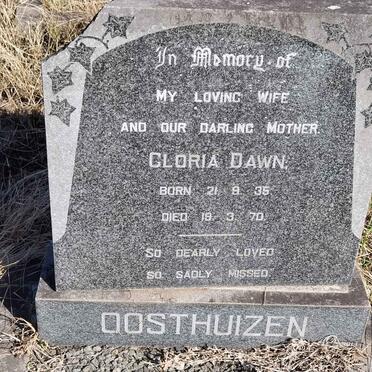 In Memory of
MY LOVING WIFE
AND OUR DARLING MOTHER.
GLORIA DAWN.
BORN 21. 9. 35
DIED 19. 3. 70.
SO DEARLY LOVED
SO SADLY MISSED.
OOSTHUIZEN